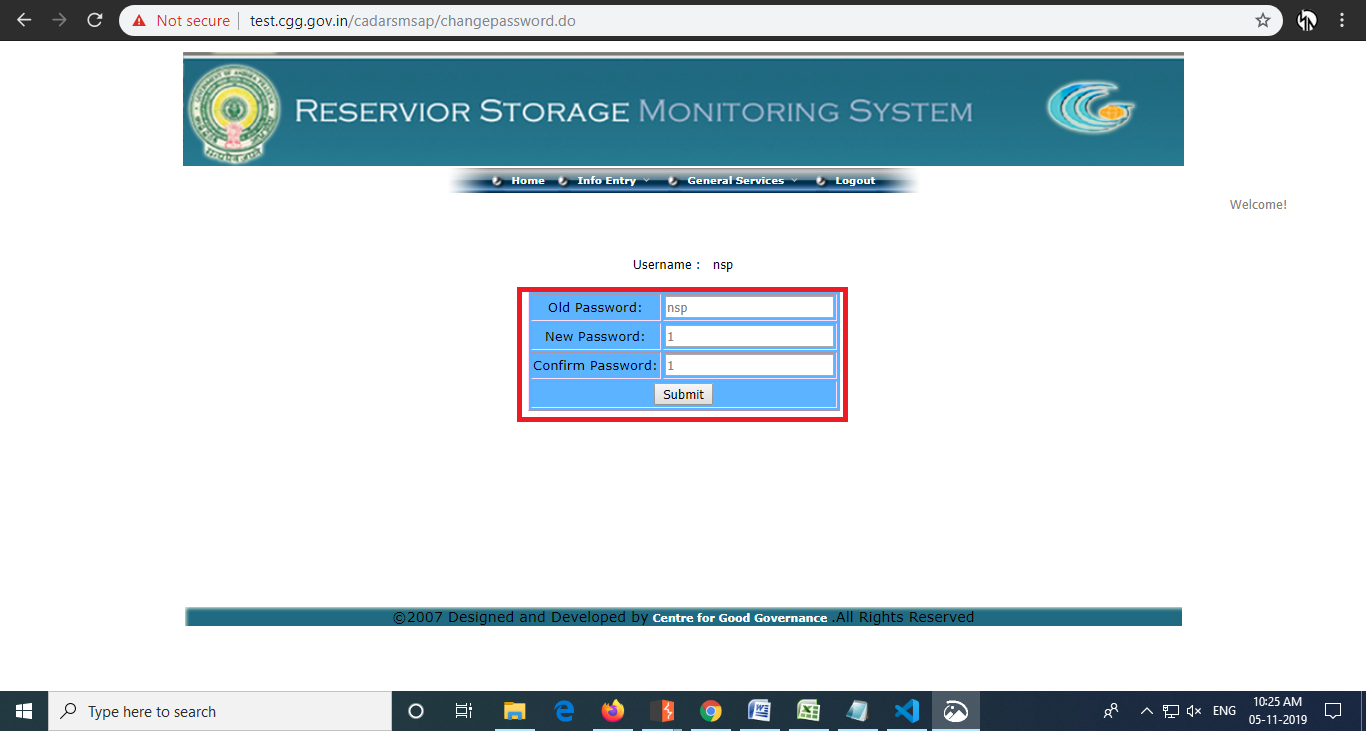 Not secure test.cgg.gov.in/cadarsmsap/changepassword.do
RESERVIOR STORAGE MONITORING SYSTEM
Home Info Entry General Services Logout
Welcome!
Username : nsp
Old Password: nsp
New Password: 1
Confirm Password: 1
Submit
©2007 Designed and Developed by Centre for Good Governance .All Rights Reserved
Type here to search
ENG
10:25 AM
05-11-2019